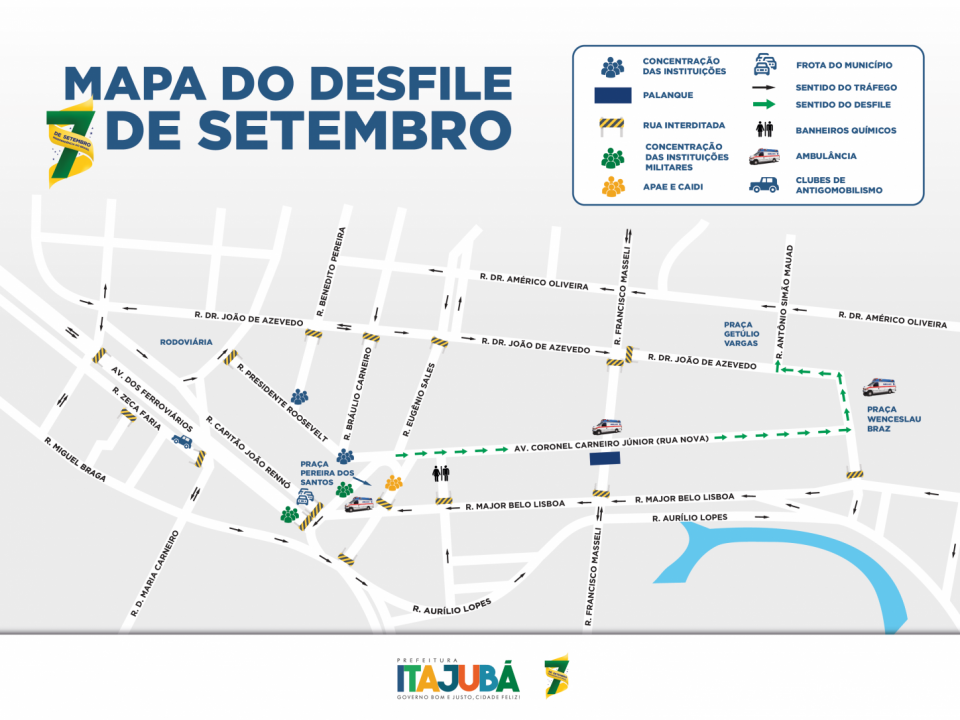 MAPA DO DESFILE
7 DE SETEMBRO
DE SETEMBRO
CONCENTRAÇÃO
DAS INSTITUIÇÕES
PALANQUE
RUA INTERDITADA
CONCENTRAÇÃO
DAS INSTITUIÇÕES
MILITARES
APAE E CAIDI
FROTA DO MUNICÍPIO
SENTIDO DO TRÁFEGO
SENTIDO DO DESFILE
BANHEIROS QUÍMICOS
AMBULÂNCIA
CLUBES DE
ANTIGOMOBILISMO
R. BENEDITO PEREIRA
R. FRANCISCO MASSELI
R. ANTÔNIO SIMÃO MAUAD
R. DR. AMÉRICO OLIVEIRA
R. DR. AMÉRICO OLIVEIRA
R. DR. JOÃO DE AZEVEDO
R. DR. JOÃO DE AZEVEDO
R. DR. JOÃO DE AZEVEDO
PRAÇA
GETÚLIO
VARGAS
RODOVIÁRIA
R. PRESIDENTE ROOSEVELT
R. BRÁULIO CARNEIRO
R. EUGÊNIO SALES
AV. DOS FERROVIÁRIOS
R. ZECA FARIA
R. CAPITÃO JOÃO RENNÓ
R. MIGUEL BRAGA
PRAÇA
WENCESLAU
BRAZ
AV. CORONEL CARNEIRO JÚNIOR (RUA NOVA)
PRAÇA
PEREIRA DOS
SANTOS
R. MAJOR BELO LISBOA
R. MAJOR BELO LISBOA
R. AURÍLIO LOPES
R. D. MARIA CARNEIRO
R. FRANCISCO MASSELI
R. AURÍLIO LOPES
PREFEITURA
ITAJUBÁ
GOVERNO BOM E JUSTO, CIDADE FELIZ!
7